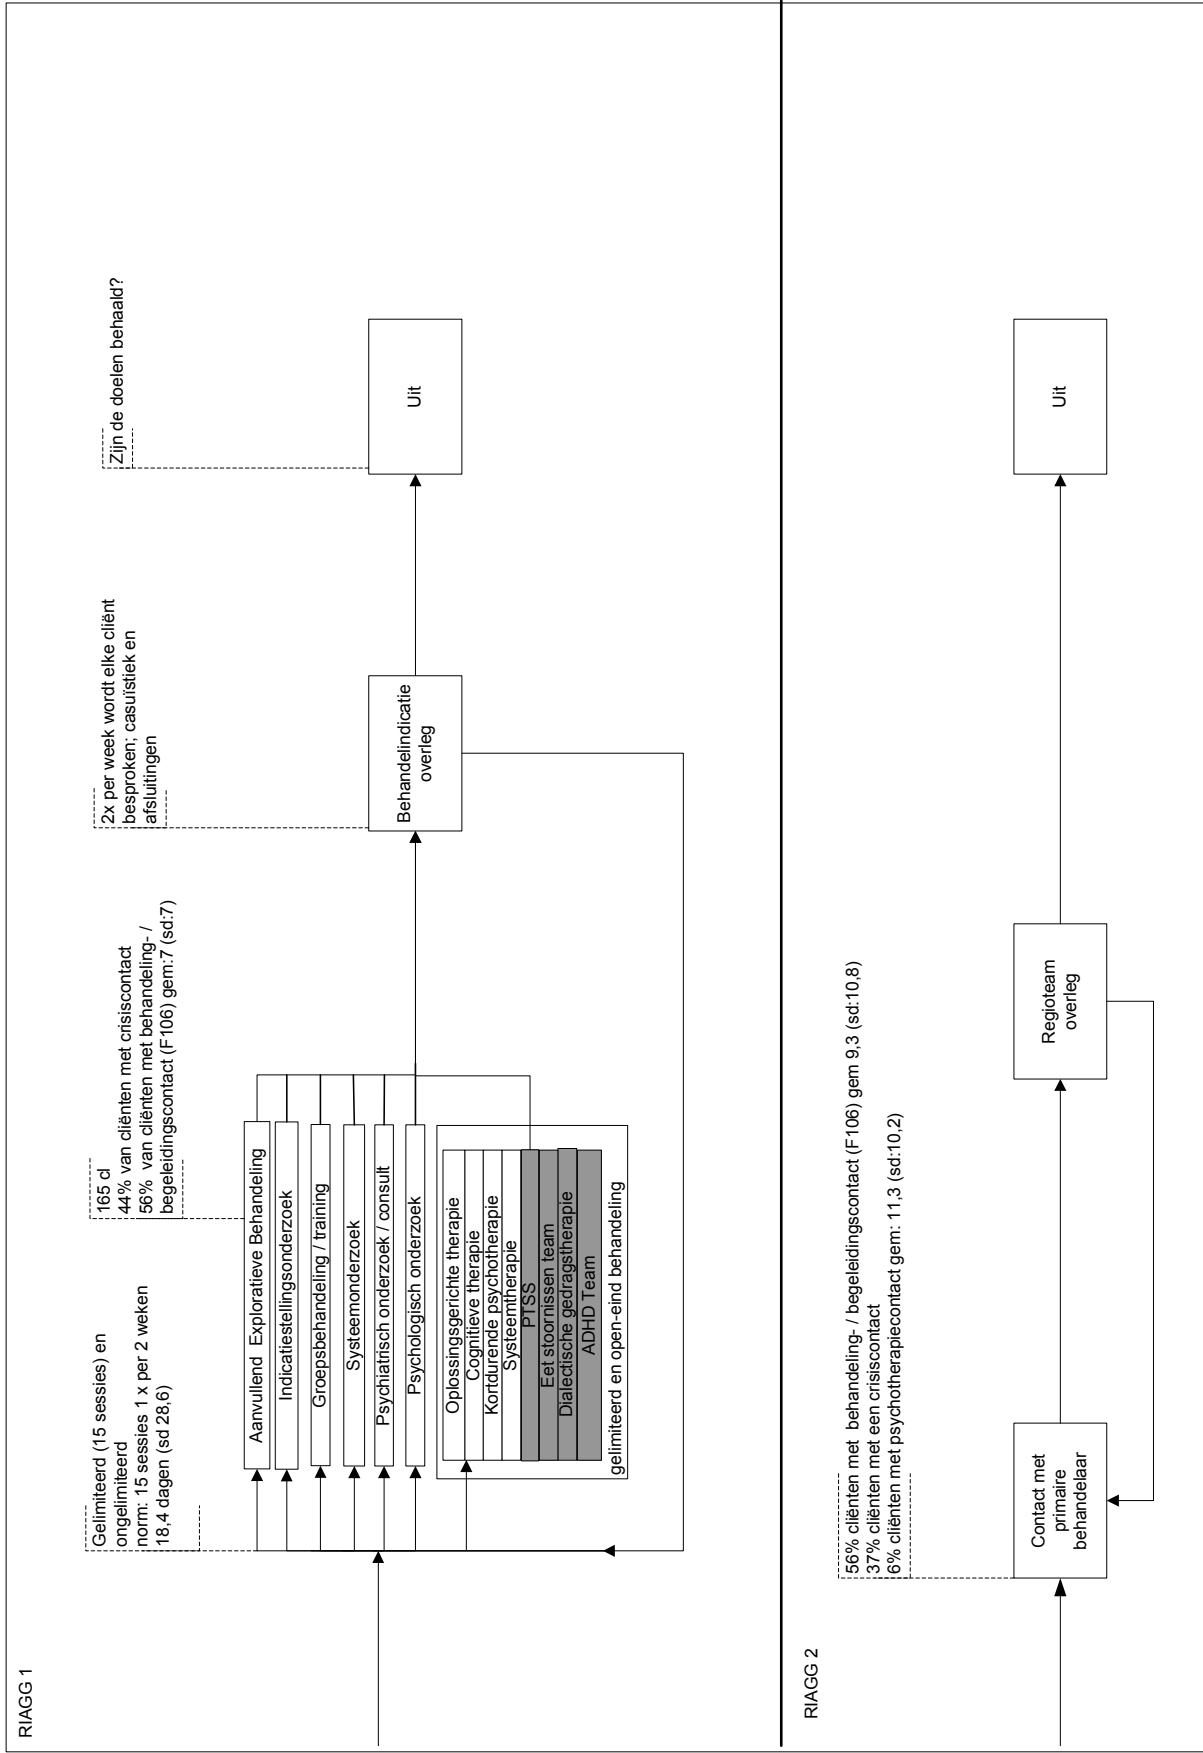 RIAGG 1
Gelimiteerd (15 sessies) en
ongelimiteerd
norm: 15 sessies 1 x per 2 weken
18,4 dagen (sd 28,6)
165 cl
44% van cliënten met crisiscontact
56% van cliënten met behandeling- /
begeleidingscontact (F106) gem:7 (sd:7)
2x per week wordt elke cliënt
besproken; casuïstiek en
afsluitingen
Zijn de doelen behaald?
Aanvullend Exploratieve Behandeling
Indicatiestellingsonderzoek
Groepsbehandeling / training
Systeemonderzoek
Psychiatrisch onderzoek / consult
Psychologisch onderzoek
Oplossingsgerichte therapie
Cognitieve therapie
Kortdurende psychotherapie
Systeemtherapie
PTSS
Eet stoornissen team
Dialectische gedragstherapie
ADHD Team
gelimiteerd en open-eind behandeling
Behandelindicatie
overleg
Uit
RIAGG 2
56% cliënten met behandeling- / begeleidingscontact (F106) gem 9,3 (sd:10,8)
37% cliënten met een crisiscontact
6% cliënten met psychotherapiecontact gem: 11,3 (sd:10,2)
Contact met
primaire
behandelaar
Regioteam
overleg
Uit